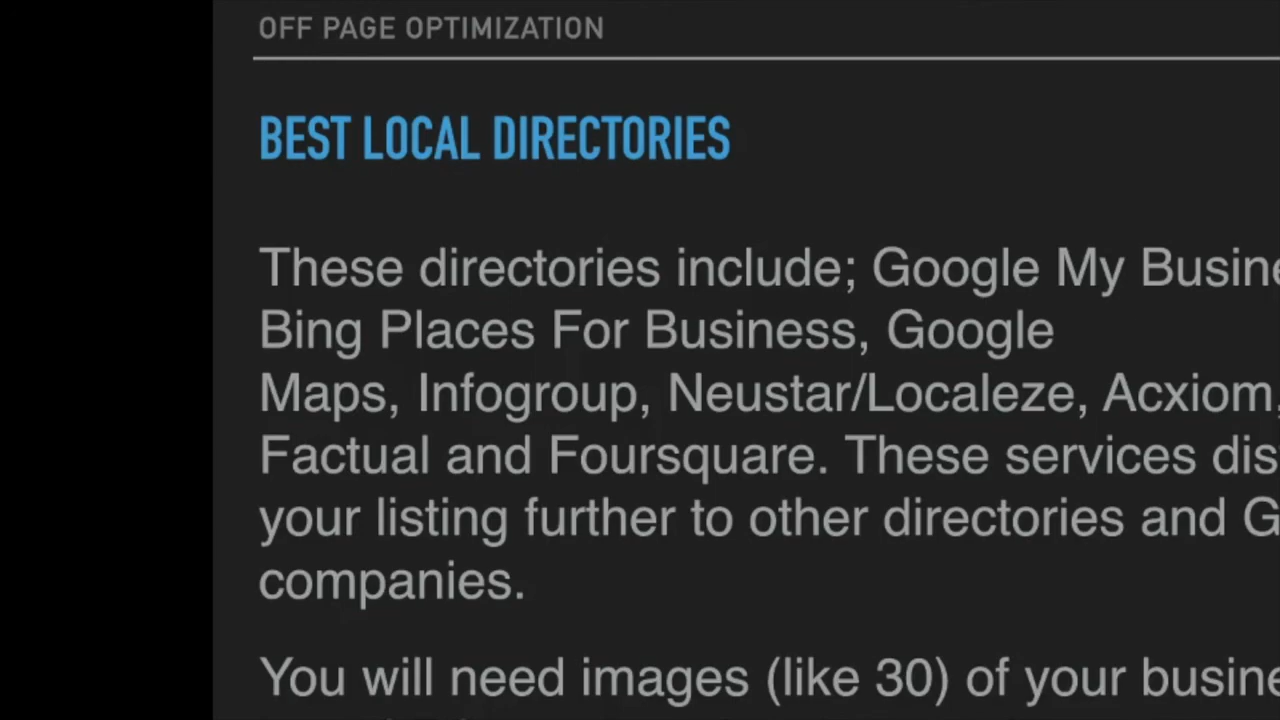 OFF PAGE OPTIMIZATION
BEST LOCAL DIRECTORIES
These directories include; Google My Busine
Bing Places For Business, Google
Maps, Infogroup, Neustar/Localeze, Acxiom,
Factual and Foursquare. These services dis
your listing further to other directories and G
companies.
You will need images (like 30) of your busine